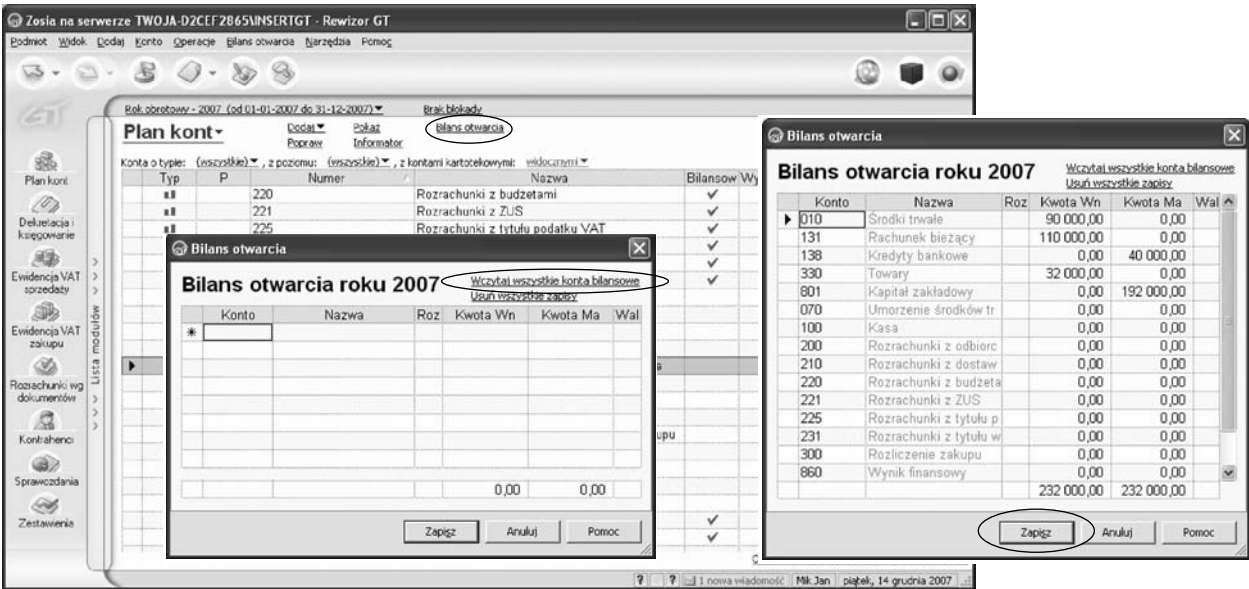 Zosia na serwerze TWOJA-D2CEF2865\INSERTGT - Rewizor GT
Podmiot Widok Dodaj Konto Operacje Bilans otwarcia Narzędzia Pomoc
GT
Rok obrotowy - 2007 (od 01-01-2007 do 31-12-2007) Brak blokady
Plan kont
Dodaj Pokaż Bilans otwarcia
Popraw Informator
Konta o typie: (wszystkie) , z poziomu: (wszystkie) , z kontami kartotekowymi: widocznymi
Typ P Numer Nazwa Bilansow Wy
220 Rozrachunki z budżetami
221 Rozrachunki z ZUS
225 Rozrachunki z tytułu podatku VAT
upu
Plan kont
Dekretacja i
księgowanie
Ewidencja VAT
sprzedaży
Ewidencja VAT
zakupu
Rozrachunki wg
dokumentów
Kontrahenci
Sprawozdania
Zestawienia
Lista modułów
Bilans otwarcia
Bilans otwarcia roku 2007
Wczytaj wszystkie konta bilansowe
Usuń wszystkie zapisy
Konto Nazwa Roz Kwota Wn Kwota Ma Wal
0,00 0,00
Zapisz Anuluj Pomoc
1 nowa wiadomość Mik Jan piątek, 14 grudnia 2007
Bilans otwarcia
Bilans otwarcia roku 2007
Wczytaj wszystkie konta bilansowe
Usuń wszystkie zapisy
Konto Nazwa Roz Kwota Wn Kwota Ma Wal
010 Środki trwałe 90 000,00 0,00
131 Rachunek bieżący 110 000,00 0,00
138 Kredyty bankowe 0,00 40 000,00
330 Towary 32 000,00 0,00
801 Kapitał zakładowy 0,00 192 000,00
070 Umorzenie środków tr 0,00 0,00
100 Kasa 0,00 0,00
200 Rozrachunki z odbiorc 0,00 0,00
210 Rozrachunki z dostaw 0,00 0,00
220 Rozrachunki z budżeta 0,00 0,00
221 Rozrachunki z ZUS 0,00 0,00
225 Rozrachunki z tytułu p 0,00 0,00
231 Rozrachunki z tytułu w 0,00 0,00
300 Rozliczenie zakupu 0,00 0,00
860 Wynik finansowy 0,00 0,00
232 000,00 232 000,00
Zapisz Anuluj Pomoc